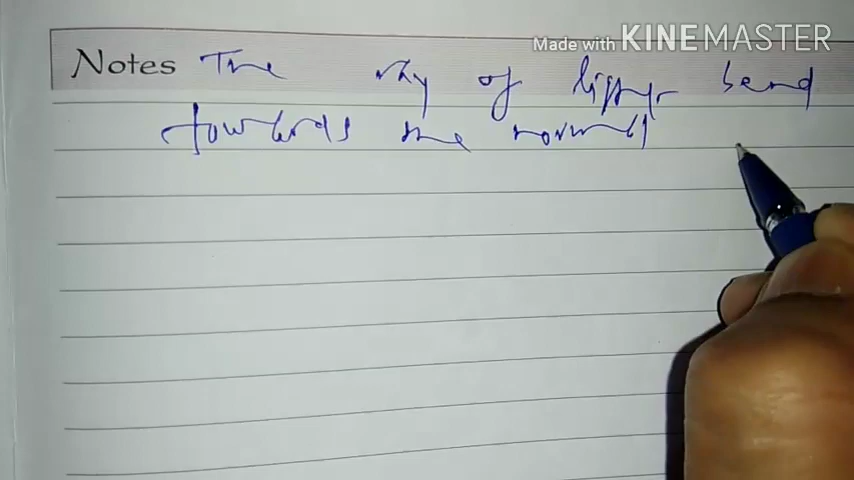 Made with KINEMASTER
Notes The ray of light bend
towards the normal